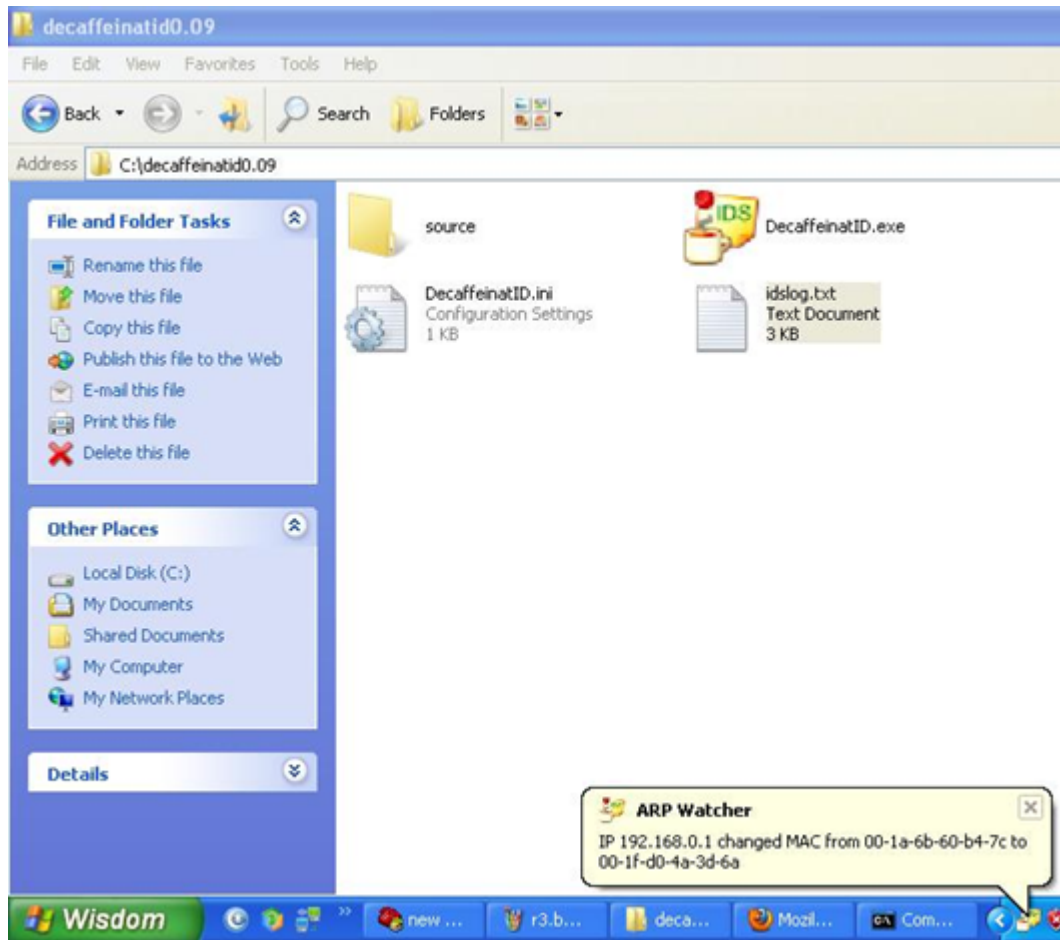 decaffeinatid0.09
File Edit View Favorites Tools Help
Back Search Folders
Address C:\decaffeinatid0.09
File and Folder Tasks
Rename this file
Move this file
Copy this file
Publish this file to the Web
E-mail this file
Print this file
Delete this file
Other Places
Local Disk (C:)
My Documents
Shared Documents
My Computer
My Network Places
Details
source
IDS
DecaffeinatID.exe
DecaffeinatID.ini
Configuration Settings
1 KB
idslog.txt
Text Document
3 KB
ARP Watcher
IP 192.168.0.1 changed MAC from 00-1a-6b-60-b4-7c to
00-1f-d0-4a-3d-6a
Wisdom new ... r3.b... deca... Mozil... Com...